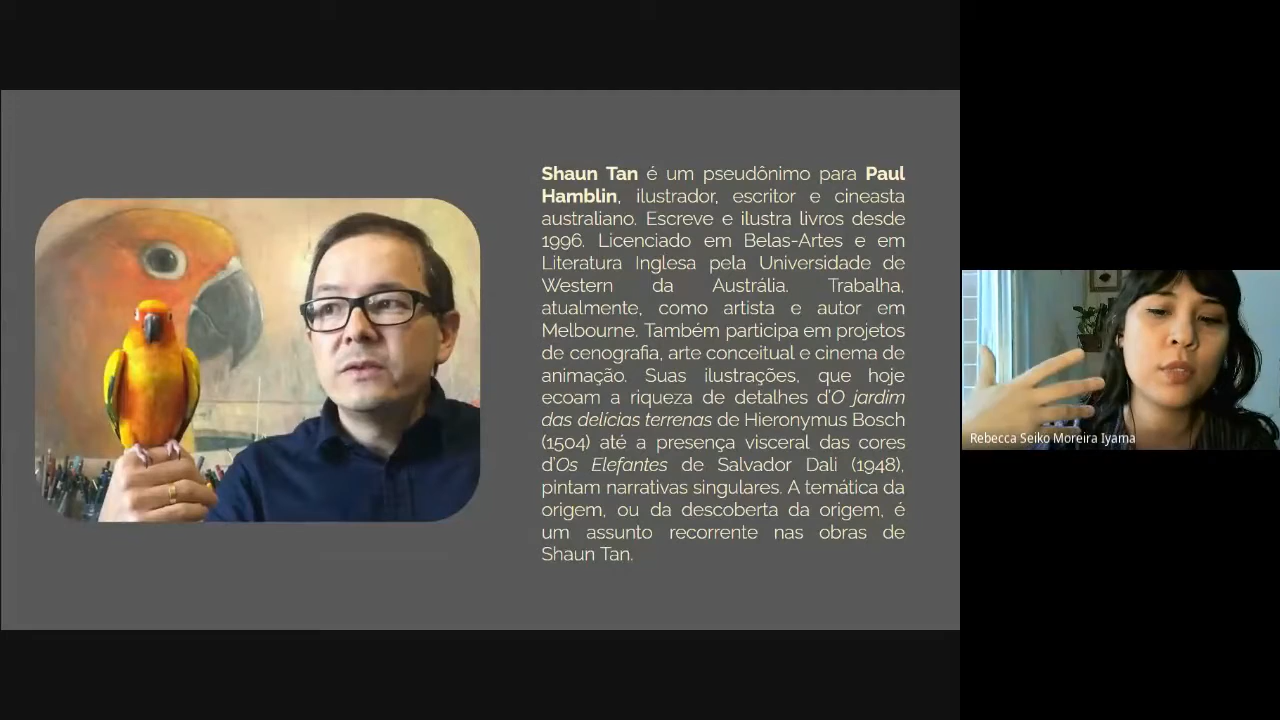 Shaun Tan é um pseudônimo para Paul
Hamblin, ilustrador, escritor e cineasta
australiano. Escreve e ilustra livros desde
1996. Licenciado em Belas-Artes e em
Literatura Inglesa pela Universidade de
Western da Austrália. Trabalha,
atualmente, como artista e autor em
Melbourne. Também participa em projetos
de cenografia, arte conceitual e cinema de
animação. Suas ilustrações, que hoje
ecoam a riqueza de detalhes d'O jardim
das delícias terrenas de Hieronymus Bosch
(1504) até a presença visceral das cores
d'Os Elefantes de Salvador Dali (1948),
pintam narrativas singulares. A temática da
origem, ou da descoberta da origem, é
um assunto recorrente nas obras de
Shaun Tan.
Rebecca Seiko Moreira Iyama